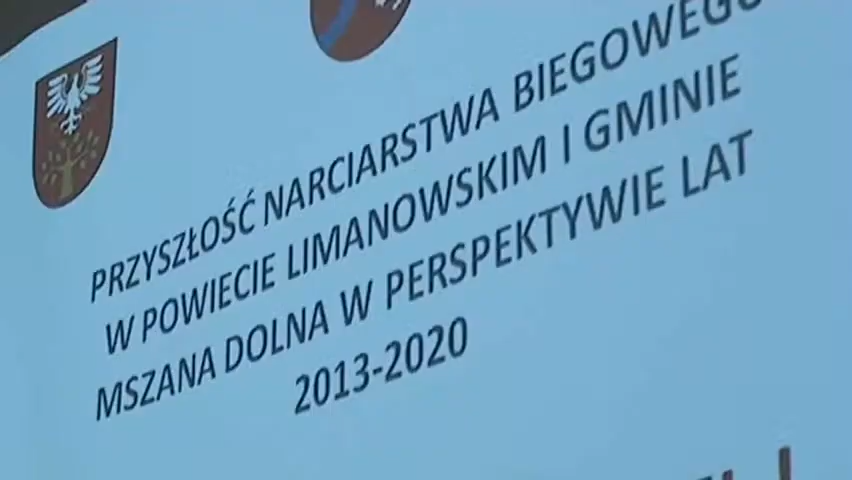 PRZYSZŁOŚĆ NARCIARSTWA BIEGOWEGO
W POWIECIE LIMANOWSKIM I GMINIE
MSZANA DOLNA W PERSPEKTYWIE LAT
2013-2020